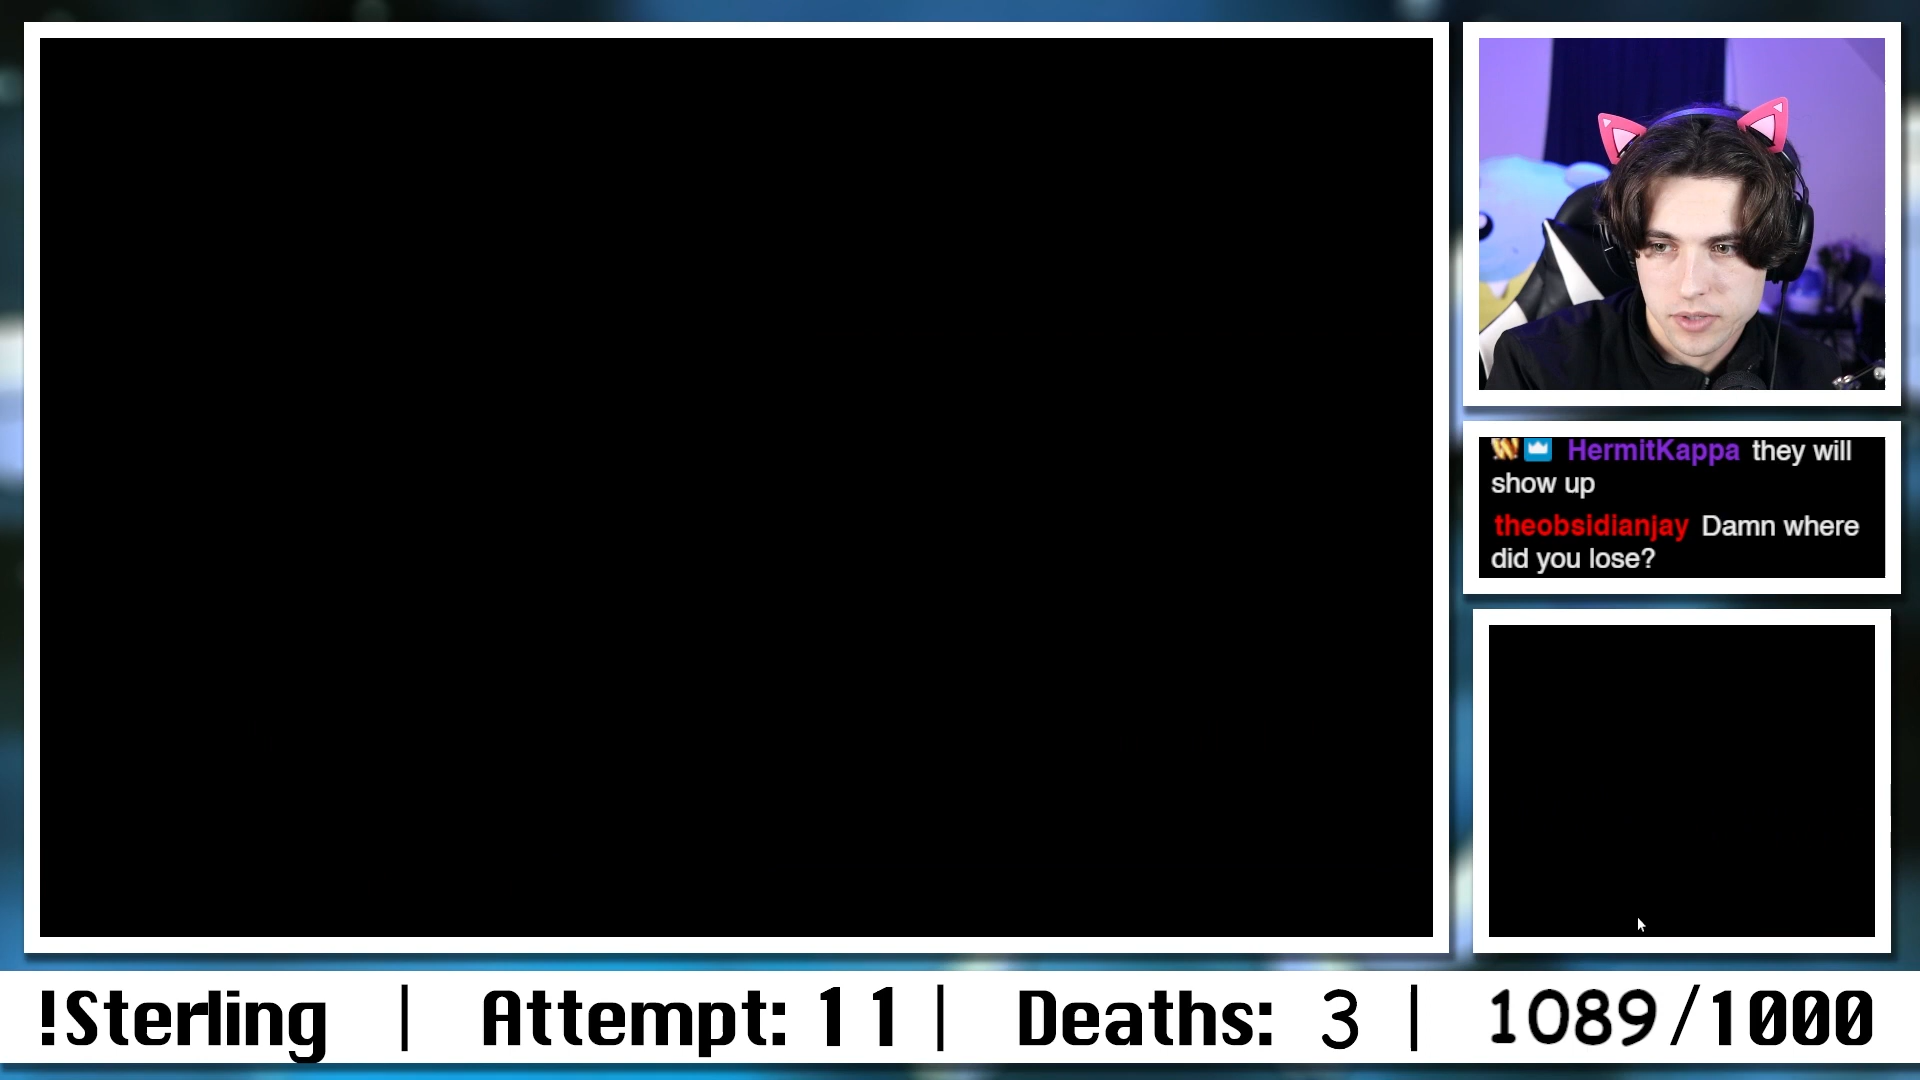 HermitKappa they will
show up
theobsidianjay Damn where
did you lose?
!Sterling | Attempt: 11 | Deaths: 3 | 1089/1000